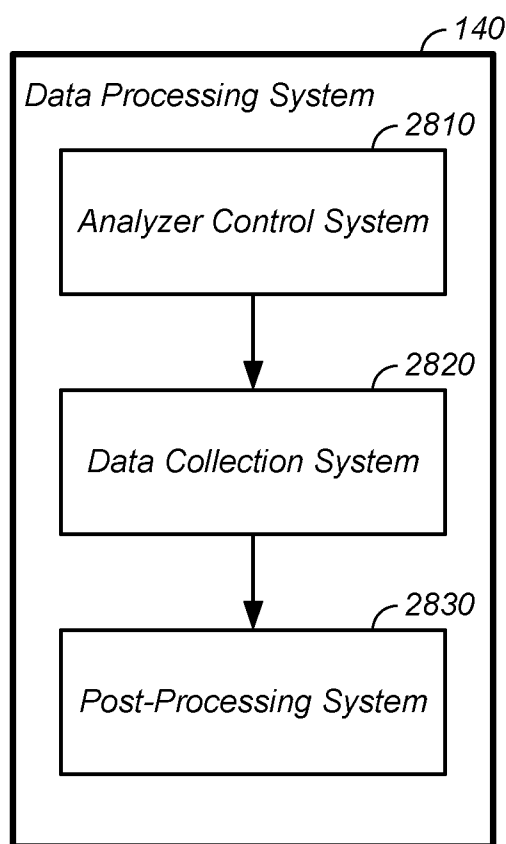 140
Data Processing System
2810
Analyzer Control System
2820
Data Collection System
2830
Post-Processing System